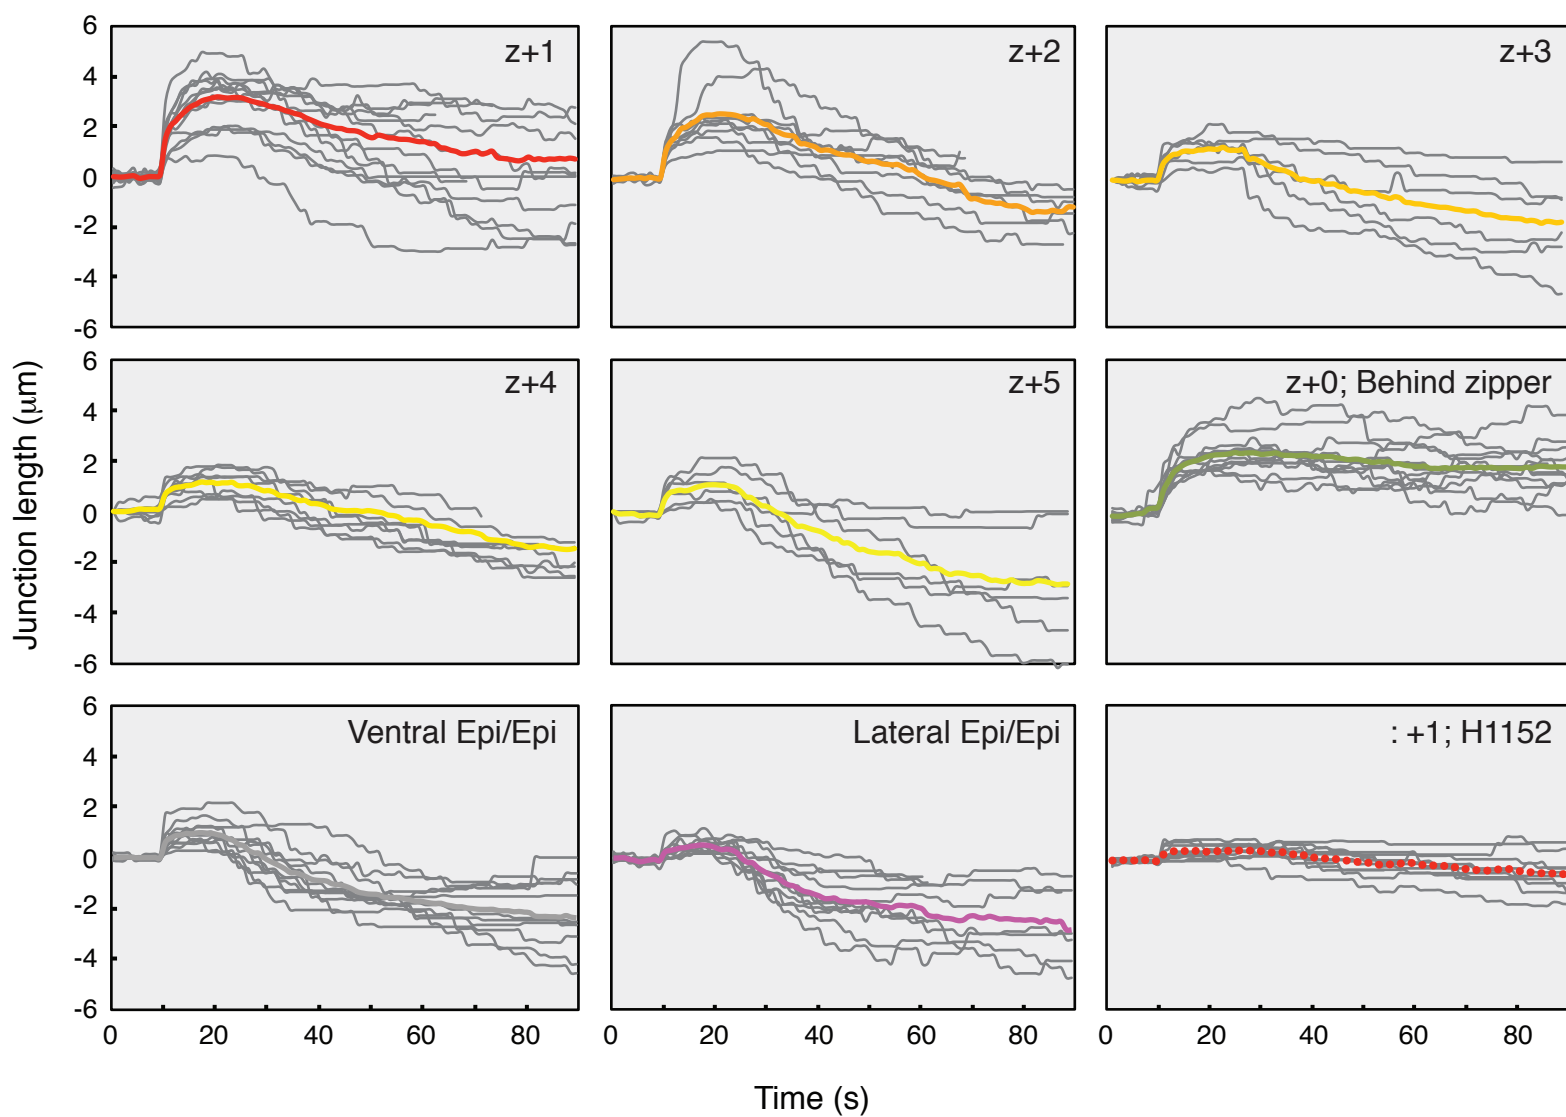 6
4
2
0
-2
-4
-6
z+1
z+2
z+3
6
4
2
0
-2
-4
-6
z+4
z+5
z+0; Behind zipper
Junction length (μm)
6
4
2
0
-2
-4
-6
Ventral Epi/Epi
Lateral Epi/Epi
: +1; H1152
0 20 40 60 80
0 20 40 60 80
0 20 40 60 80
Time (s)